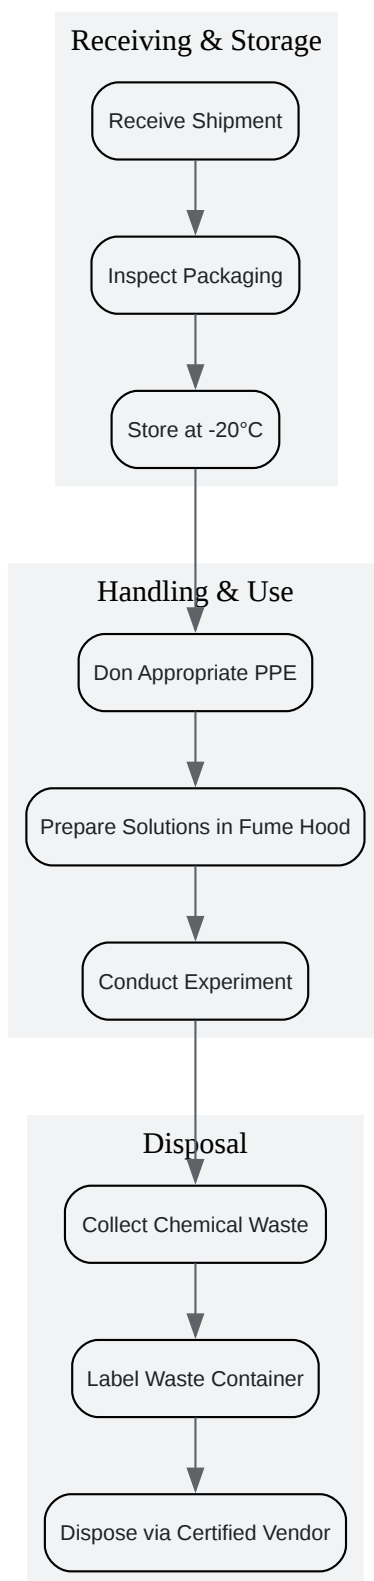 Receiving & Storage
Receive Shipment
Inspect Packaging
Store at -20°C
Handling & Use
Don Appropriate PPE
Prepare Solutions in Fume Hood
Conduct Experiment
Disposal
Collect Chemical Waste
Label Waste Container
Dispose via Certified Vendor